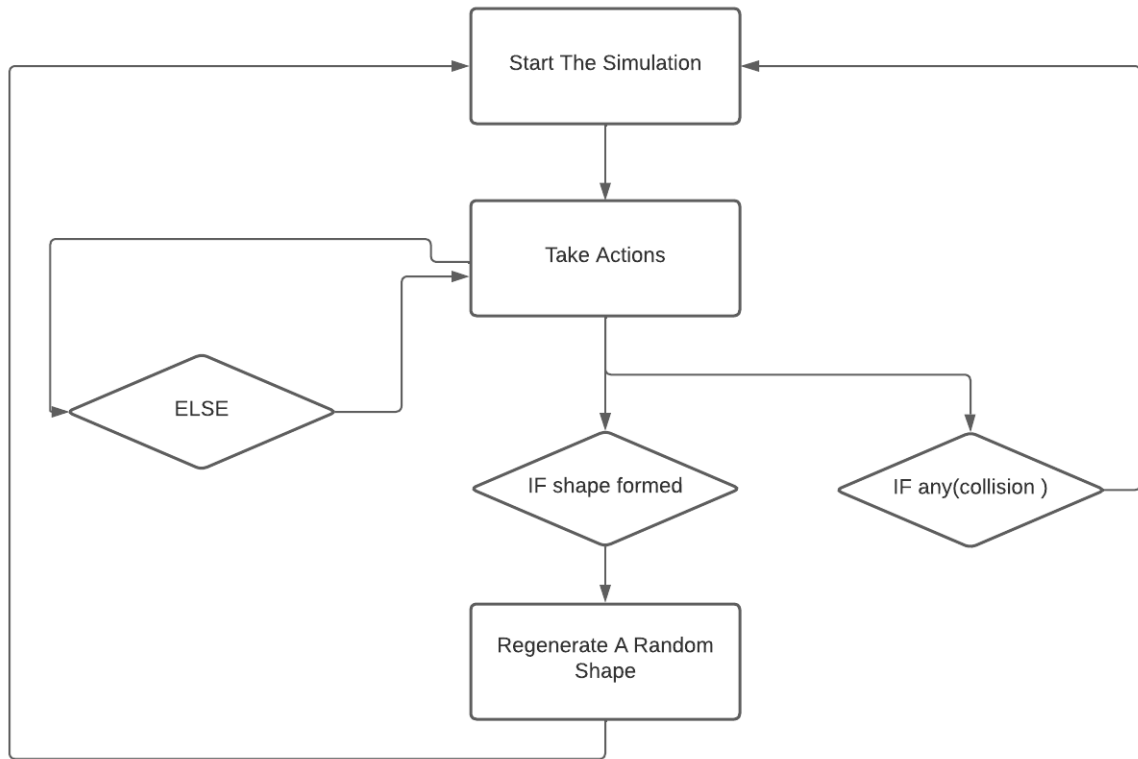 Start The Simulation
Take Actions
ELSE
IF shape formed
IF any(collision )
Regenerate A Random
Shape